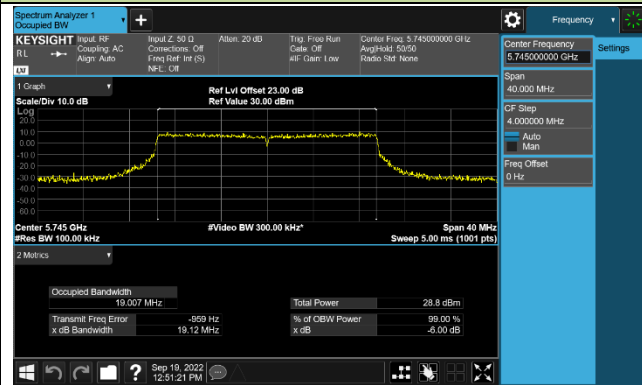 Spectrum Analyzer 1
Occupied BW
+
Frequency
KEYSIGHT
RL
LXI
Input: RF
Coupling: AC
Align: Auto
Input Z: 50 Ω
Corrections: Off
Freq Ref: Int (S)
NFE: Off
Atten: 20 dB
Trig: Free Run
Gate: Off
#IF Gain: Low
Center Freq: 5.745000000 GHz
Avg|Hold: 50/50
Radio Std: None
Center Frequency
5.745000000 GHz
Settings
Span
40.000 MHz
CF Step
4.000000 MHz
Auto
Man
Freq Offset
0 Hz
1 Graph
Scale/Div 10.0 dB
Ref Lvl Offset 23.00 dB
Ref Value 30.00 dBm
Log
20.0
10.0
0.00
-10.0
-20.0
-30.0
-40.0
-50.0
-60.0
Center 5.745 GHz
#Video BW 300.00 kHz*
Span 40 MHz
#Res BW 100.00 kHz
Sweep 5.00 ms (1001 pts)
2 Metrics
Occupied Bandwidth
19.007 MHz
Total Power 28.8 dBm
Transmit Freq Error -959 Hz
% of OBW Power 99.00 %
x dB Bandwidth 19.12 MHz
x dB -6.00 dB
?
Sep 19, 2022
12:51:21 PM